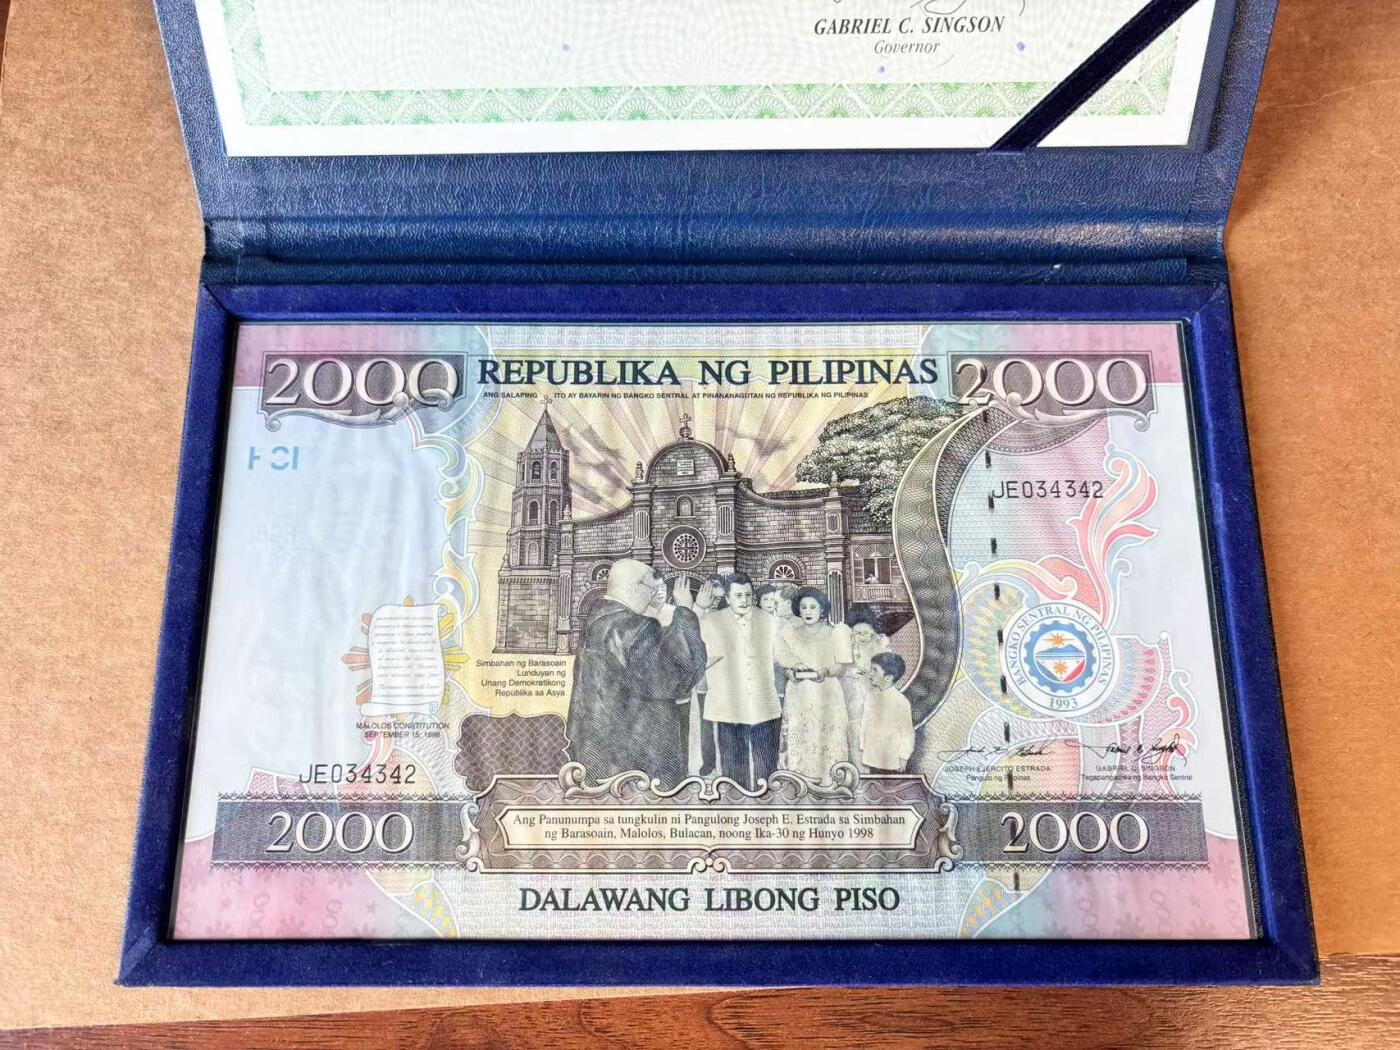 GABRIEL C. SINGSON
Governor
2000 REPUBLIKA NG PILIPINAS 2000
ANG SALAPING ITO AY BAYARIN NG BANGKO SENTRAL AT PINANANAGUTAN NG REPUBLIKA NG PILIPINAS
JE034342
BANGKO SENTRAL NG PILIPINAS
1993
Simbahan ng Barasoain
Lunduyan ng
Unang Demokratikong
Republika sa Asya
MALOLOS CONSTITUTION
SEPTEMBER 15, 1898
JE034342
JOSEPH EJERCITO ESTRADA
Pangulo ng Pilipinas
GABRIEL C. SINGSON
Tagapangasiwa ng Bangko Sentral
2000
Ang Panunumpa sa tungkulin ni Pangulong Joseph E. Estrada sa Simbahan
ng Barasoain, Malolos, Bulacan, noong Ika-30 ng Hunyo 1998
2000
DALAWANG LIBONG PISO